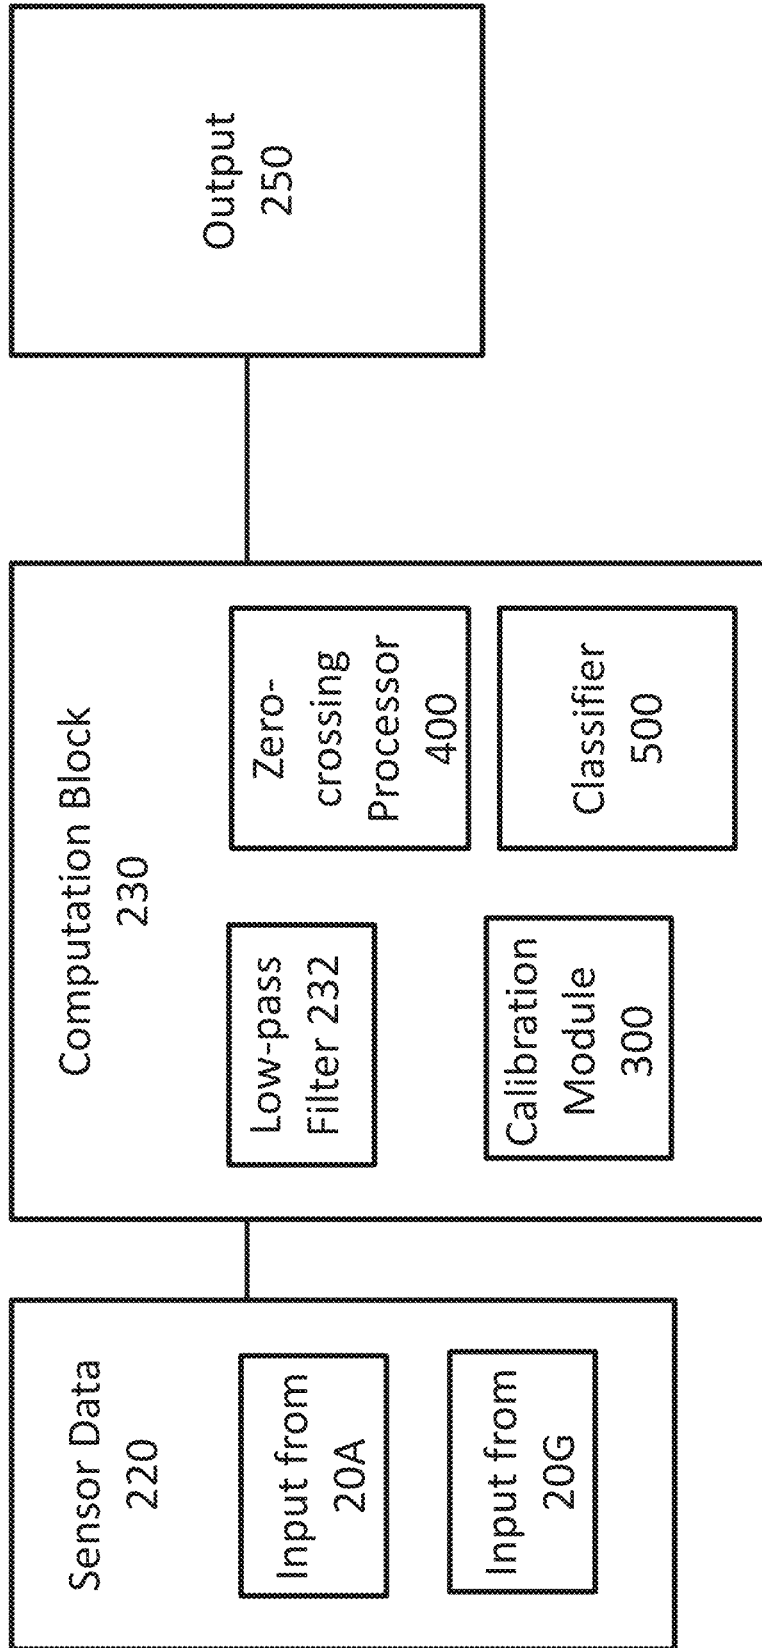 Sensor Data
220
Input from
20A
Input from
20G
Computation Block
230
Low-pass
Filter 232
Calibration
Module
300
Zero-
crossing
Processor
400
Classifier
500
Output
250